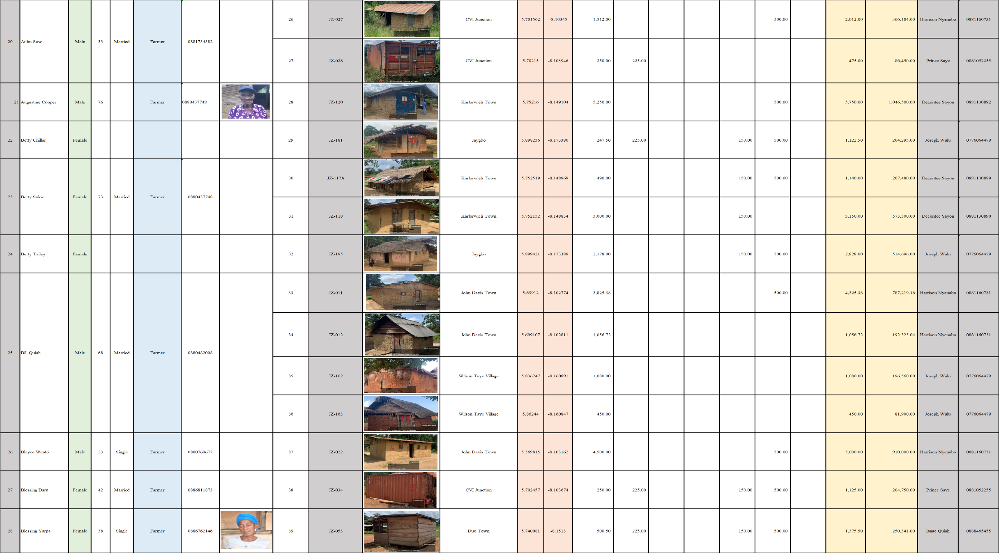 20 Atibu Sow Male 33 Married Farmer 0881734382 26 JZ-027 CVI Junction 5.701562 -8.10345 1,512.00 500.00 2,012.00 366,184.00 Harrison Nyenabo 0881160731
27 JZ-028 CVI Junction 5.70215 -8.103946 250.00 225.00 475.00 86,450.00 Prince Saye 0881052255
21 Augustine Cooper Male 76 Farmer 0880437748 28 JZ-120 Karlorwleh Town 5.75216 -8.149104 5,250.00 500.00 5,750.00 1,046,500.00 Decontee Sayon 0881130892
22 Betty Chillar Female 29 JZ-181 Jaygbo 5.898236 -8.173386 247.50 225.00 150.00 500.00 1,122.50 204,295.00 Joseph Wulu 0776064479
23 Betty Soloe Female 73 Married Farmer 0880437748 30 JZ-117A Karlorwleh Town 5.752519 -8.148969 490.00 150.00 500.00 1,140.00 207,480.00 Decontee Sayon 0881130889
31 JZ-118 Karlorwleh Town 5.752152 -8.148834 3,000.00 150.00 3,150.00 573,300.00 Decontee Sayon 0881130890
24 Betty Tailey Female 32 JZ-195 Jaygbo 5.899421 -8.173389 2,178.00 150.00 500.00 2,828.00 514,696.00 Joseph Wulu 0776064479
25 Bill Quiah Male 68 Married Farmer 0880482008 33 JZ-011 John Davis Town 5.69912 -8.102774 3,825.38 500.00 4,325.38 787,219.16 Harrison Nyenabo 0881160731
34 JZ-012 John Davis Town 5.699107 -8.102811 1,056.72 1,056.72 192,323.04 Harrison Nyenabo 0881160731
35 JZ-162 Wilson Taye Village 5.836247 -8.160891 1,080.00 1,080.00 196,560.00 Joseph Wulu 0776064479
36 JZ-163 Wilson Taye Village 5.86244 -8.160847 450.00 450.00 81,900.00 Joseph Wulu 0776064479
26 Blayee Wento Male 23 Single Farmer 0880769677 37 JZ-022 John Davis Town 5.569815 -8.103162 4,500.00 500.00 5,000.00 910,000.00 Harrison Nyenabo 0881160731
27 Blessing Daru Female 42 Married Farmer 0886811873 38 JZ-034 CVI Junction 5.702457 -8.103674 250.00 225.00 150.00 500.00 1,125.00 204,750.00 Prince Saye 0881052255
28 Blessing Yarpa Female 38 Single Farmer 0886762146 39 JZ-053 Duo Town 5.740081 -8.1513 500.50 225.00 150.00 500.00 1,375.50 250,341.00 Isaac Quiah 0888465455